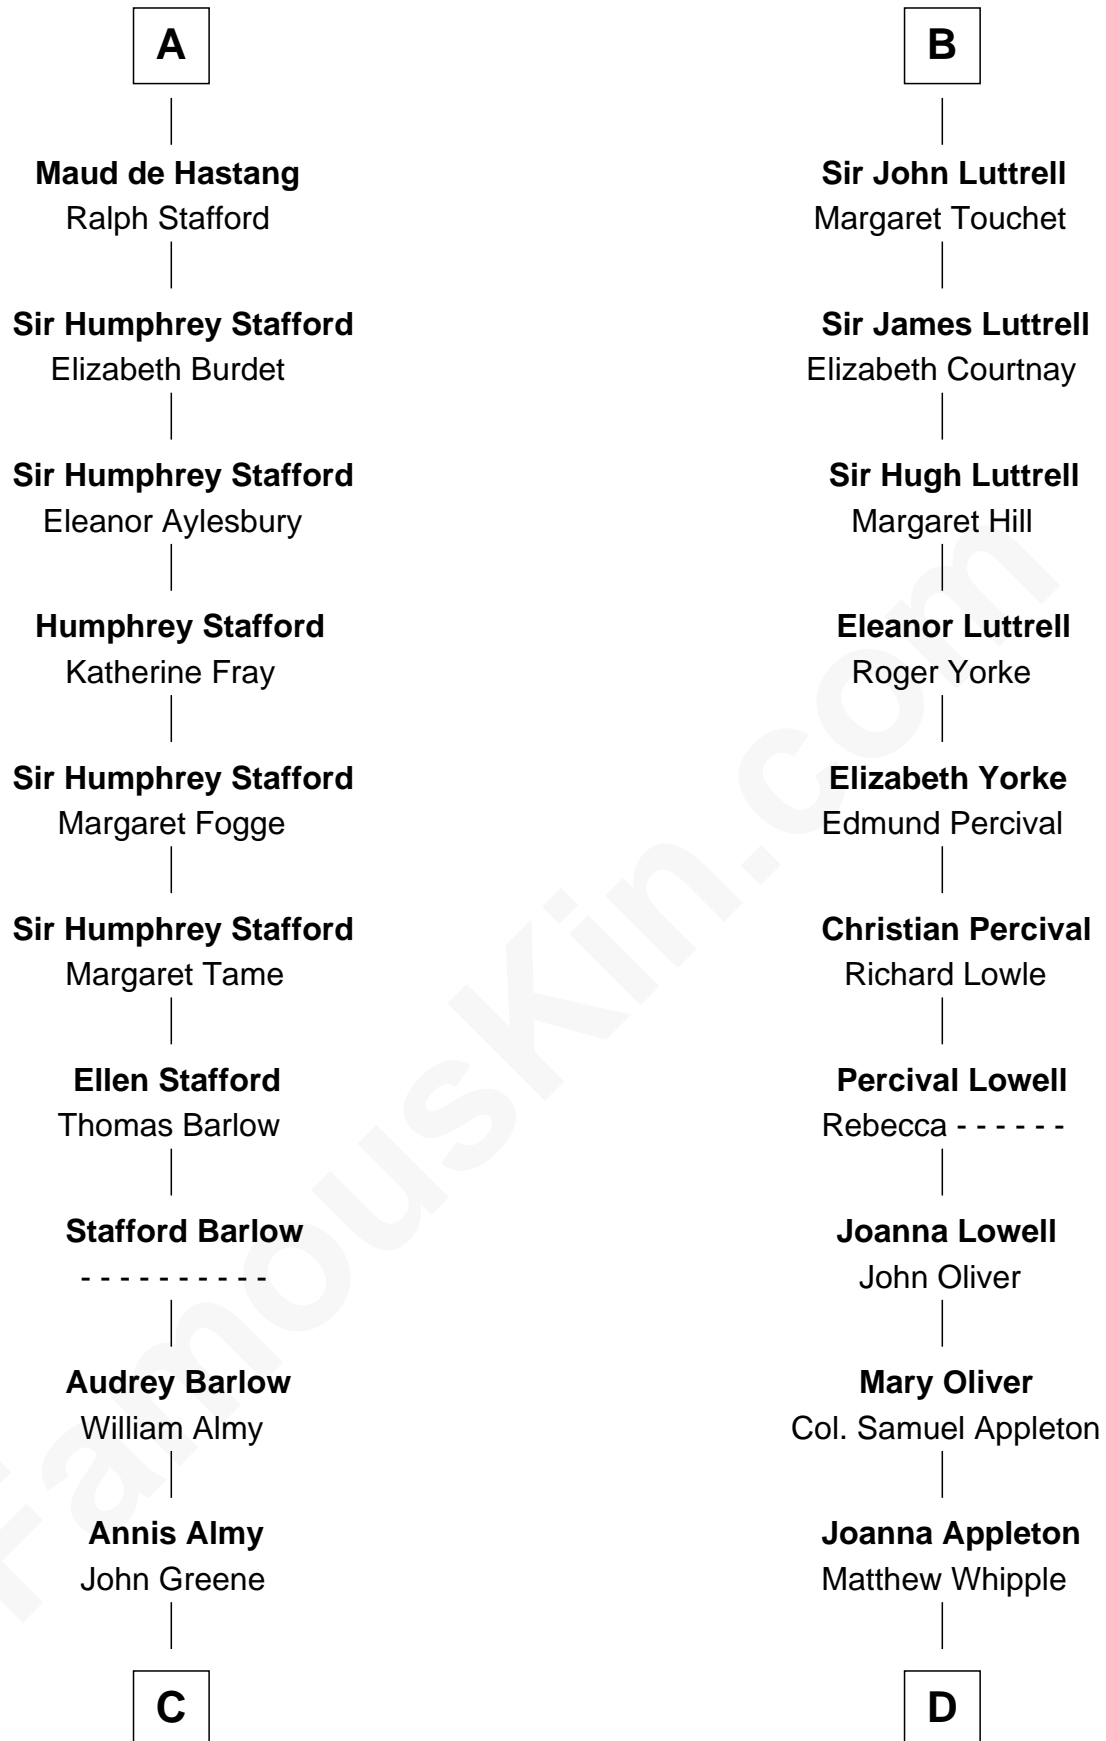 A
Maud de Hastang
Ralph Stafford
Sir Humphrey Stafford
Elizabeth Burdet
Sir Humphrey Stafford
Eleanor Aylesbury
Humphrey Stafford
Katherine Fray
Sir Humphrey Stafford
Margaret Fogge
Sir Humphrey Stafford
Margaret Tame
Ellen Stafford
Thomas Barlow
Stafford Barlow
- - - - - - - - - -
Audrey Barlow
William Almy
Annis Almy
John Greene
C
B
Sir John Luttrell
Margaret Touchet
Sir James Luttrell
Elizabeth Courtnay
Sir Hugh Luttrell
Margaret Hill
Eleanor Luttrell
Roger Yorke
Elizabeth Yorke
Edmund Percival
Christian Percival
Richard Lowle
Percival Lowell
Rebecca - - - - - -
Joanna Lowell
John Oliver
Mary Oliver
Col. Samuel Appleton
Joanna Appleton
Matthew Whipple
D
FamousKin.com